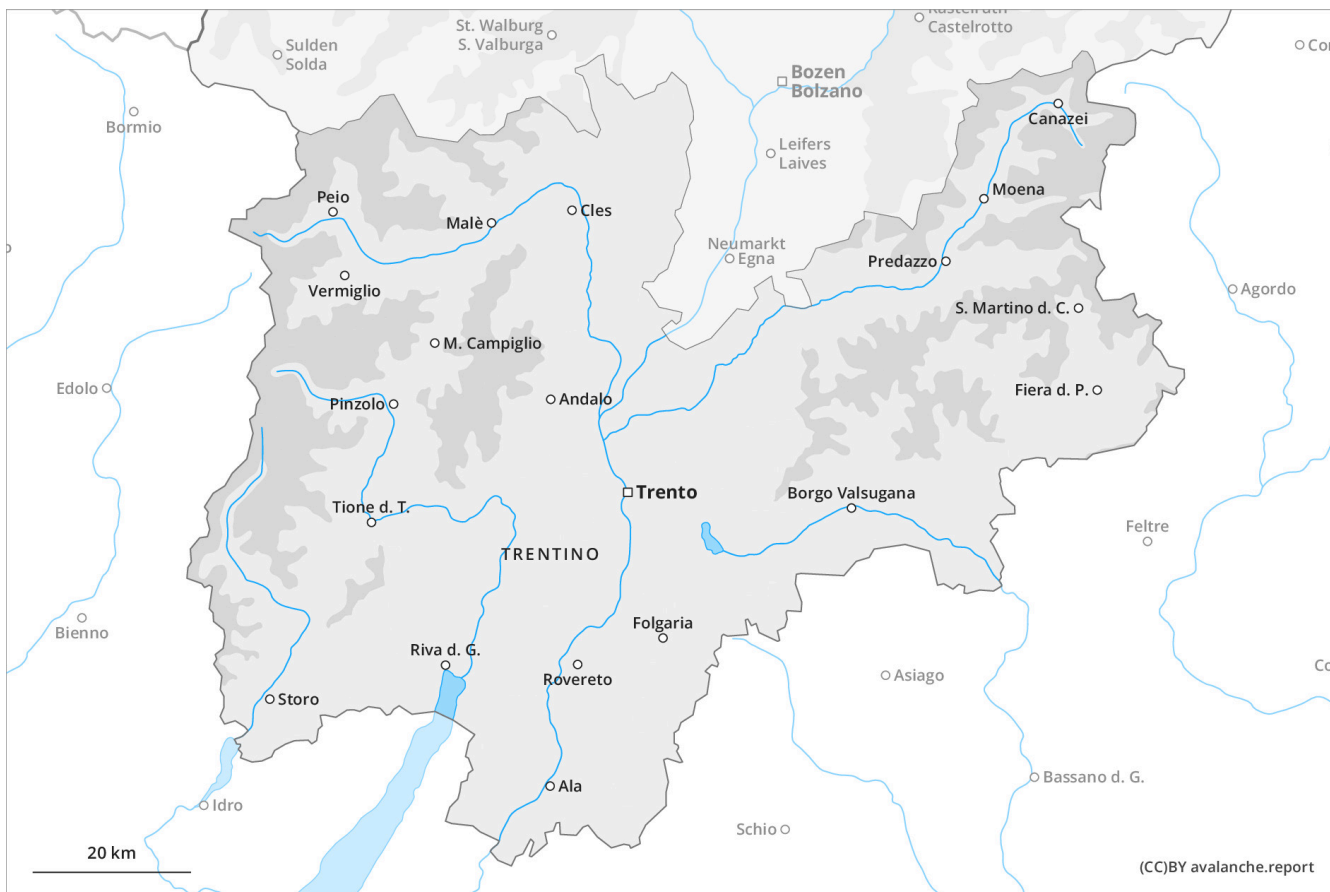 Kastelruth
Castelrotto
St. Walburg
S. Valburga
Sulden
Solda
Bozen
Bolzano
Bormio
Canazei
Leifers
Laives
Moena
Peio
Malè
Cles
Neumarkt
Egna
Predazzo
Vermiglio
Agordo
S. Martino d. C.
M. Campiglio
Edolo
Pinzolo
Andalo
Fiera d. P.
Trento
Borgo Valsugana
Tione d. T.
Feltre
TRENTINO
Bienno
Folgaria
Riva d. G.
Rovereto
Asiago
Storo
Ala
Bassano d. G.
Idro
Schio
20 km
(CC)BY avalanche.report